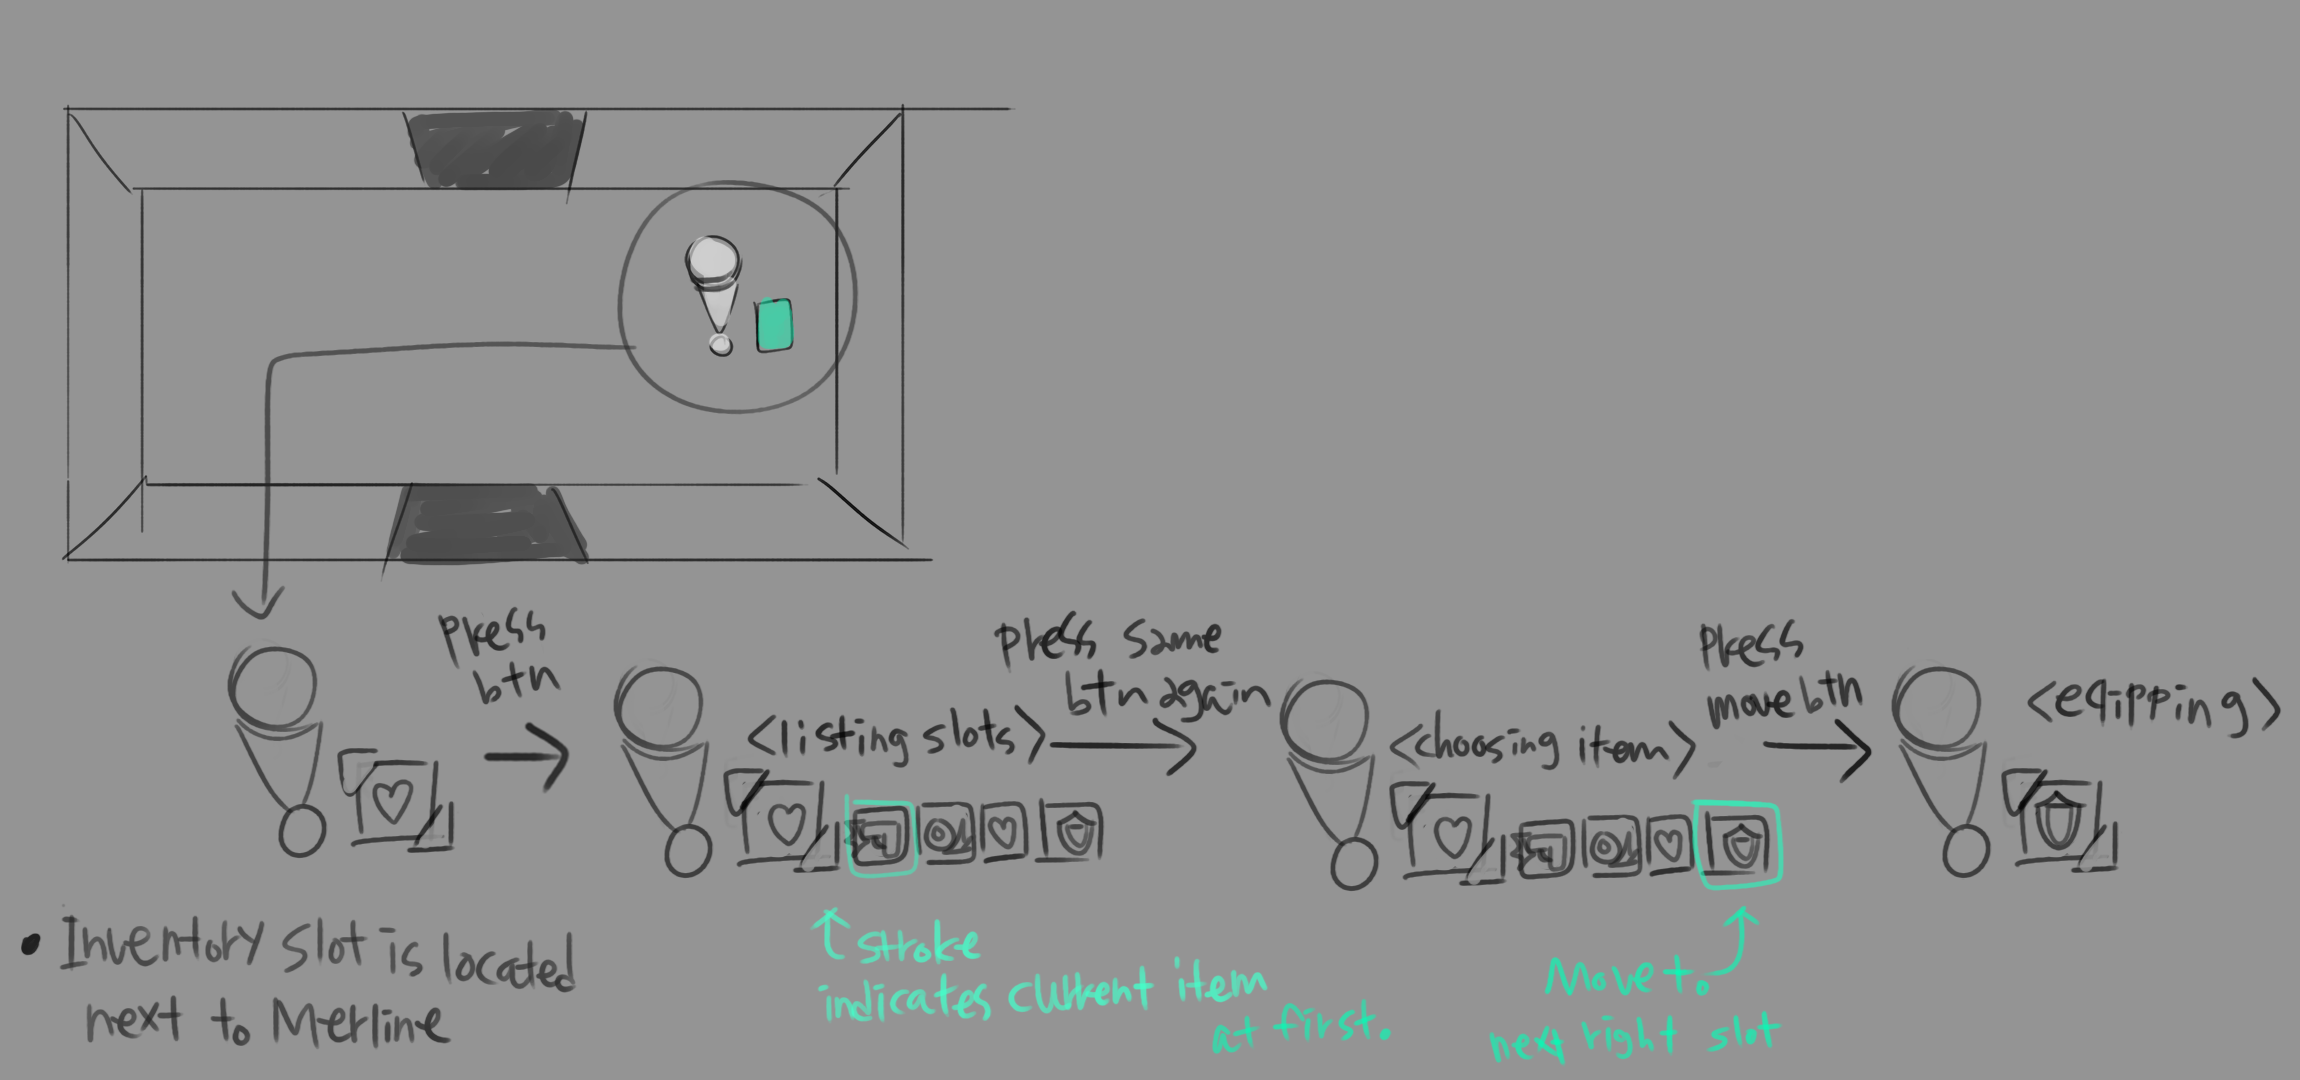 press
btn
press same
btn again
press
move btn
<listing slots>
<choosing item>
<eqipping>
• Inventory slot is located
next to Merline
stroke
indicates current item
at first.
Move to
next right slot